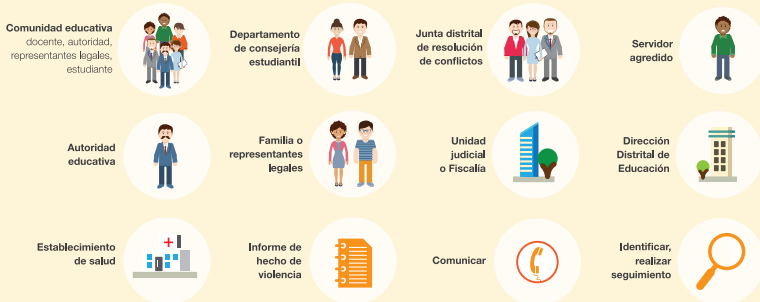 Comunidad educativa
docente, autoridad,
representantes legales,
estudiante
Departamento
de consejería
estudiantil
Junta distrital
de resolución
de conflictos
Servidor
agredido
Autoridad
educativa
Familia o
representantes
legales
Unidad
judicial
o Fiscalía
Dirección
Distrital de
Educación
Establecimiento
de salud
Informe de
hecho de
violencia
Comunicar
Identificar,
realizar
seguimiento